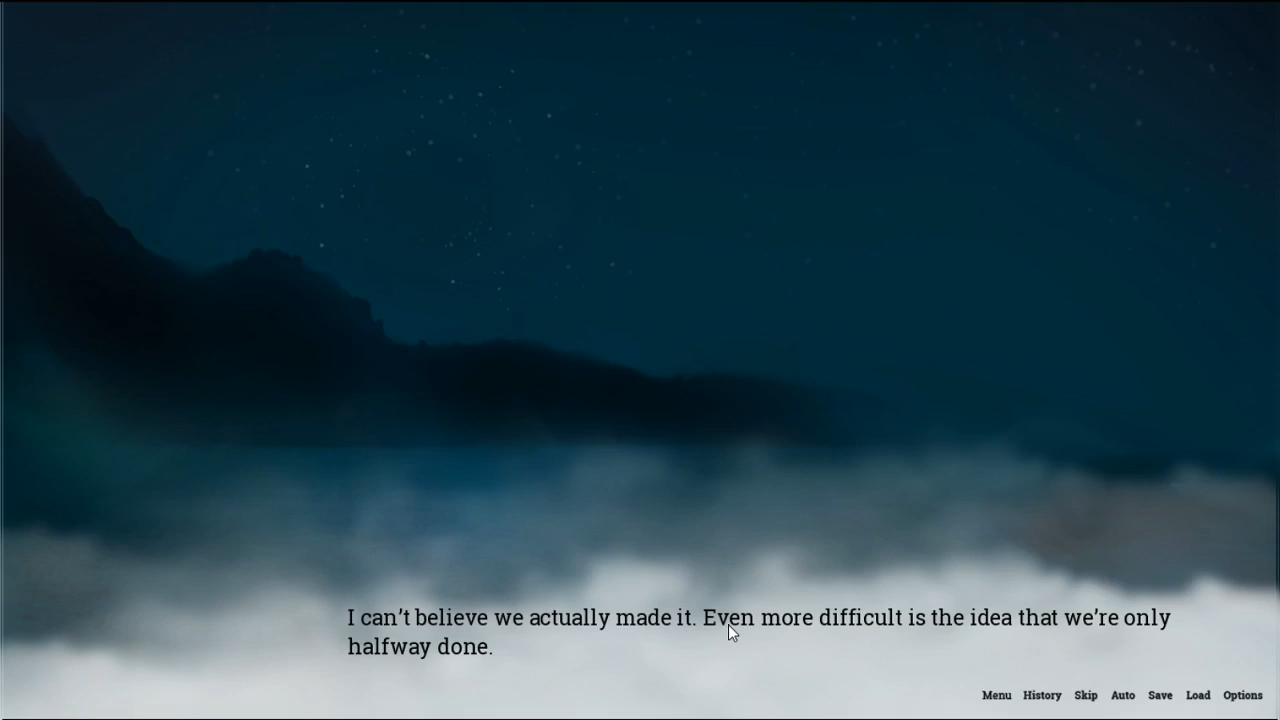 I can’t believe we actually made it. Even more difficult is the idea that we’re only
halfway done.
Menu History Skip Auto Save Load Options